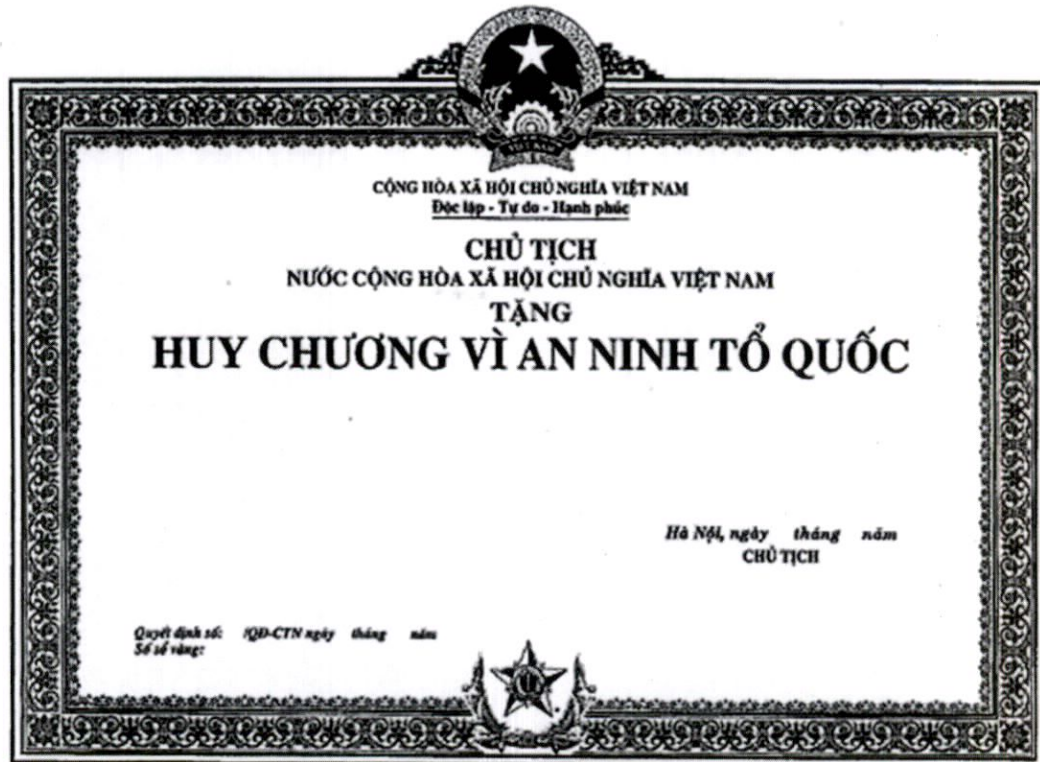 VIỆT NAM
CỘNG HÒA XÃ HỘI CHỦ NGHĨA VIỆT NAM
Độc lập - Tự do - Hạnh phúc
CHỦ TỊCH
NƯỚC CỘNG HÒA XÃ HỘI CHỦ NGHĨA VIỆT NAM
TẶNG
HUY CHƯƠNG VÌ AN NINH TỔ QUỐC
Hà Nội, ngày tháng năm
CHỦ TỊCH
Quyết định số: /QĐ-CTN ngày tháng năm
Số sổ vàng: